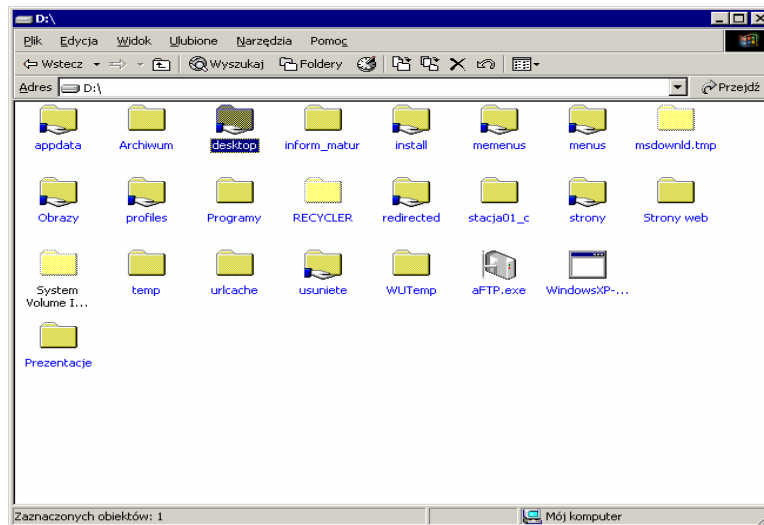 D:\
Plik Edycja Widok Ulubione Narzędzia Pomoc
Wstecz Wyszukaj Foldery
Adres D:\ Przejdź
appdata Archiwum desktop inform_matur install memenus menus msdownld.tmp
Obrazy profiles Programy RECYCLER redirected stacja01_c strony Strony web
System temp urlcache usuniete WUTemp aFTP.exe WindowsXP-...
Volume I...
Prezentacje
Zaznaczonych obiektów: 1 Mój komputer